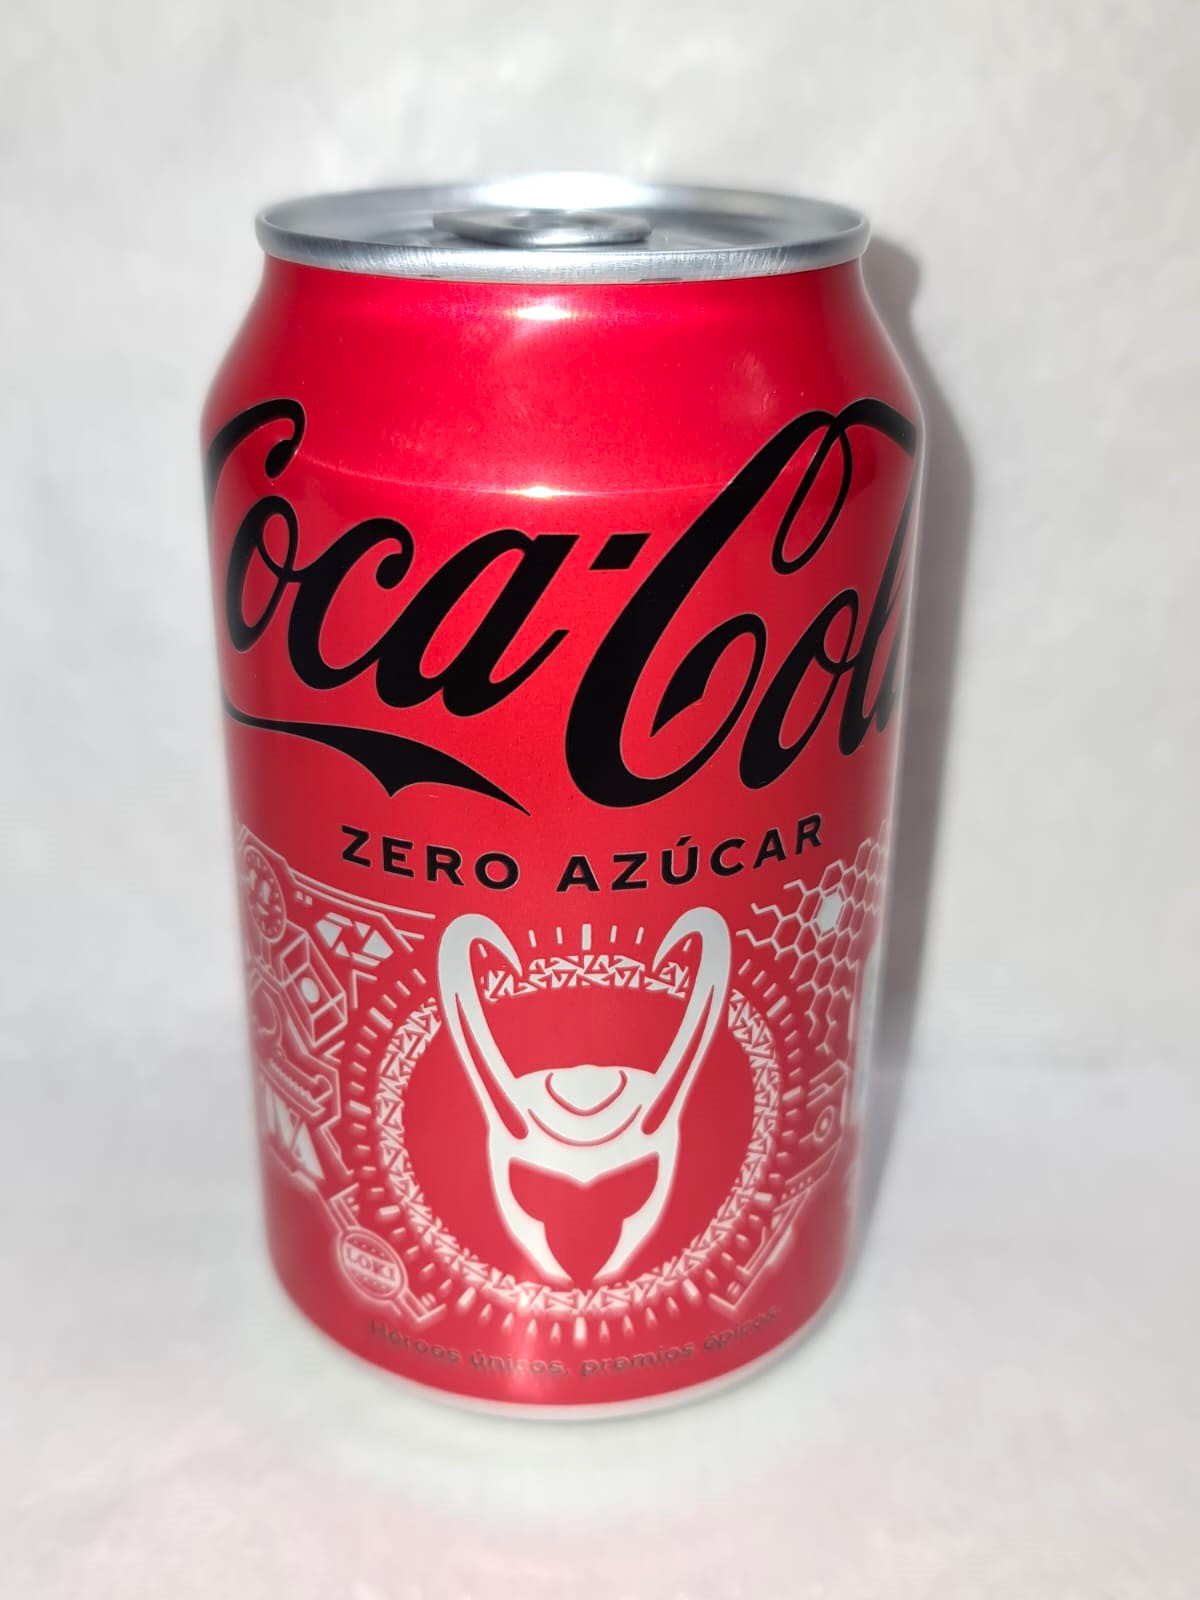 Coca-Cola
ZERO AZÚCAR
LOKI
Héroes únicos, premios épicos.